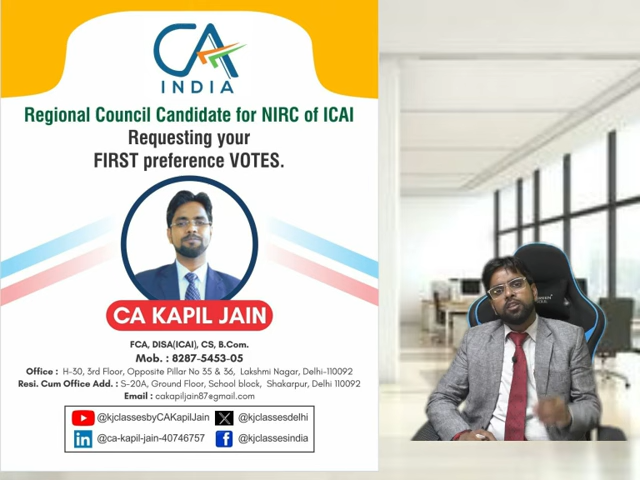 CA
INDIA
Regional Council Candidate for NIRC of ICAI
Requesting your
FIRST preference VOTES.
CA KAPIL JAIN
FCA, DISA(ICAI), CS, B.Com.
Mob. : 8287-5453-05
Office : H-30, 3rd Floor, Opposite Pillar No 35 & 36, Lakshmi Nagar, Delhi-110092
Resi. Cum Office Add. : S-20A, Ground Floor, School block, Shakarpur, Delhi 110092
Email : cakapiljain87@gmail.com
@kjclassesbyCAKapilJain @kjclassesdelhi
@ca-kapil-jain-40746757 @kjclassesindia